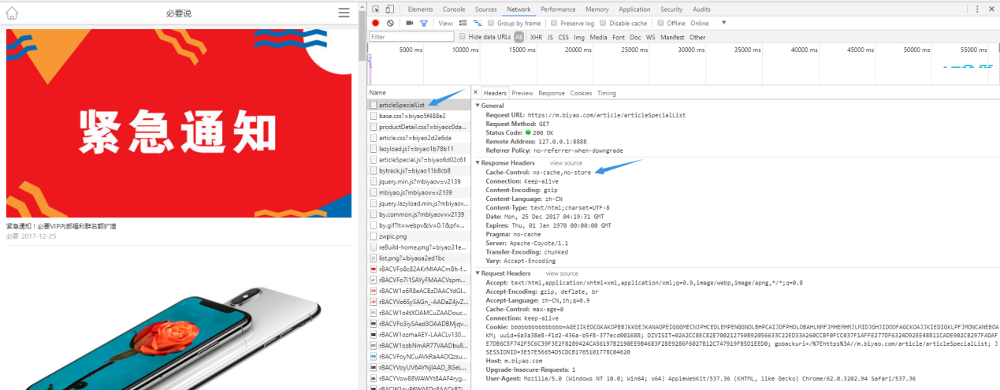 必要说
紧急通知
紧急通知！必要VIP内部福利群名额扩增
必要 2017-12-25
Elements Console Sources Network Performance Memory Application Security Audits
View: Group by frame Preserve log Disable cache Offline Online
Filter Hide data URLs All XHR JS CSS Img Media Font Doc WS Manifest Other
5000 ms 10000 ms 15000 ms 20000 ms 25000 ms 30000 ms 35000 ms 40000 ms 45000 ms 50000 ms 55000 ms
Name
articleSpecialList
base.css?=biyao5f488e2
productDetail.css?=biyaoc0da...
article.css?=biyao2d2e6da
lazyload.js?=biyao1b78b11
articleSpecial.js?=biyao6d02c61
bytrack.js?=biyao11b8cb8
jquery.min.js?mbiyaov=v2139
mbiyao.js?mbiyaov=v2139
jquery.lazyload.min.js?mbiyao...
by.common.js?mbiyaov=v2139
by.gif?lt=webpv&lv=0.1&pf=...
zwpic.png
reBuild-home.png?=biyao31e...
list.png?=biyaoa2ed1bc
rBACVFo8c82AKrMIAACmBh-f...
rBACVFo7i1SAYyFMAACVspm...
rBACW1o6R8eACBzDAACYdGl...
rBACYVo6SySAGn_-AADaZ4jvZ...
rBACW1o4tXOAMCuZAADouc...
rBACVFo3iySAed3OAADBMjqv...
rBACW1ozrhaAEY-LAACLv130...
rBACW1ozbNmAR77VAADbu8...
rBACVFoyNCuAVkRaAADQzsu...
rBACYVoyUV6AYNjIAAD_8GeL...
rBACYVow88WAWYt8AAF4ryg...
× Headers Preview Response Cookies Timing
General
Request URL: https://m.biyao.com/article/articleSpecialList
Request Method: GET
Status Code: 200 OK
Remote Address: 127.0.0.1:8888
Referrer Policy: no-referrer-when-downgrade
Response Headers view source
Cache-Control: no-cache,no-store
Connection: Keep-alive
Content-Encoding: gzip
Content-Language: zh-CN
Content-Type: text/html;charset=UTF-8
Date: Mon, 25 Dec 2017 04:19:31 GMT
Expires: Thu, 01 Jan 1970 00:00:00 GMT
Pragma: no-cache
Server: Apache-Coyote/1.1
Transfer-Encoding: chunked
Vary: Accept-Encoding
Request Headers view source
Accept: text/html,application/xhtml+xml,application/xml;q=0.9,image/webp,image/apng,*/*;q=0.8
Accept-Encoding: gzip, deflate, br
Accept-Language: zh-CN,zh;q=0.9
Cache-Control: max-age=0
Connection: keep-alive
Cookie: bbbbbbbbbbbbbbb=AGEIIKEDCGKAKOPBBJKKGEJKANAOPEIGGGMECNJPHCEDLEMPENGGNOLBHPCAIJDFPHOLOBAHLNMFJMHEMHMJLMIDJGHJIDOOFAGCKOAJJKIEDIGKLPFJMONCANEBOA
KM; uuid=6a3a38e8-f1d2-436a-b5f8-377ecd001688; DZVISIT=02A2CC8EC82E700212750B92056633C22ED33A260CCBF0FCC037F1AFFE277DF6324D92EE48811CADE902CB297FADAF
E7DB6C5F742F5C6C39F3E2F8289424CA5619782190EE9B4683F28E9286F6027B12C7A7919FB5D1EED0; gobackuri=/%7Ehttps%3A//m.biyao.com/article/articleSpecialList; J
SESSIONID=3E57E56654D5CDCB1765101778C04620
Host: m.biyao.com
Upgrade-Insecure-Requests: 1
User-Agent: Mozilla/5.0 (Windows NT 10.0; Win64; x64) AppleWebKit/537.36 (KHTML, like Gecko) Chrome/62.0.3202.94 Safari/537.36